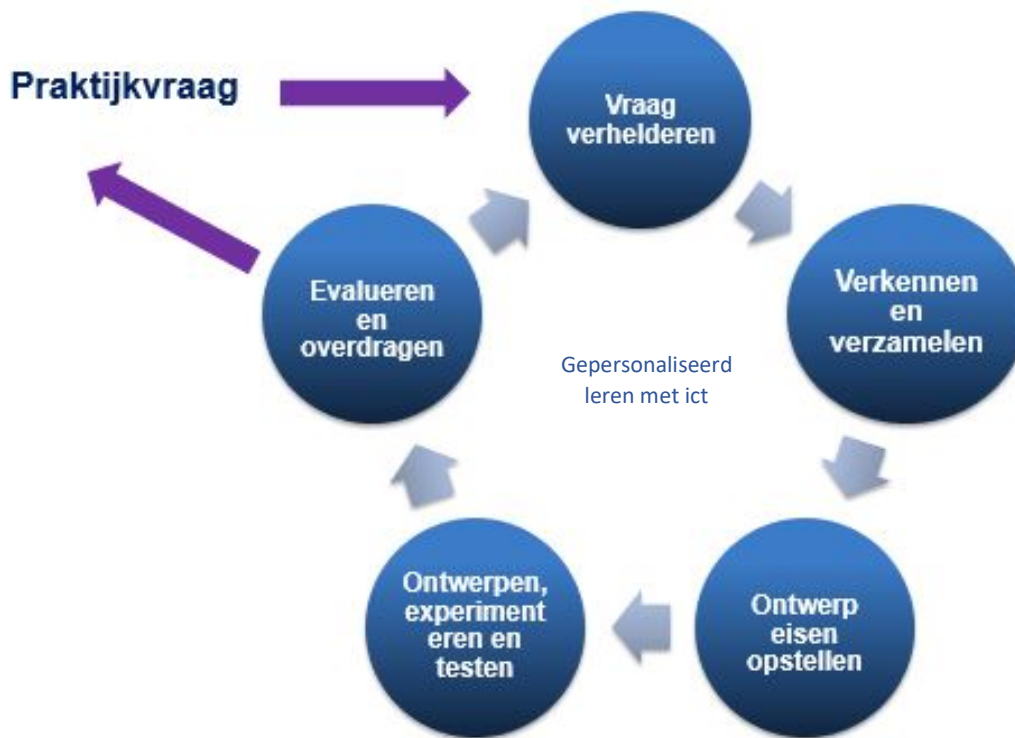 Praktijkvraag
Vraag
verhelderen
Verkennen
en
verzamelen
Ontwerp
eisen
opstellen
Ontwerpen,
experiment
eren en
testen
Evalueren
en
overdragen
Gepersonaliseerd
leren met ict